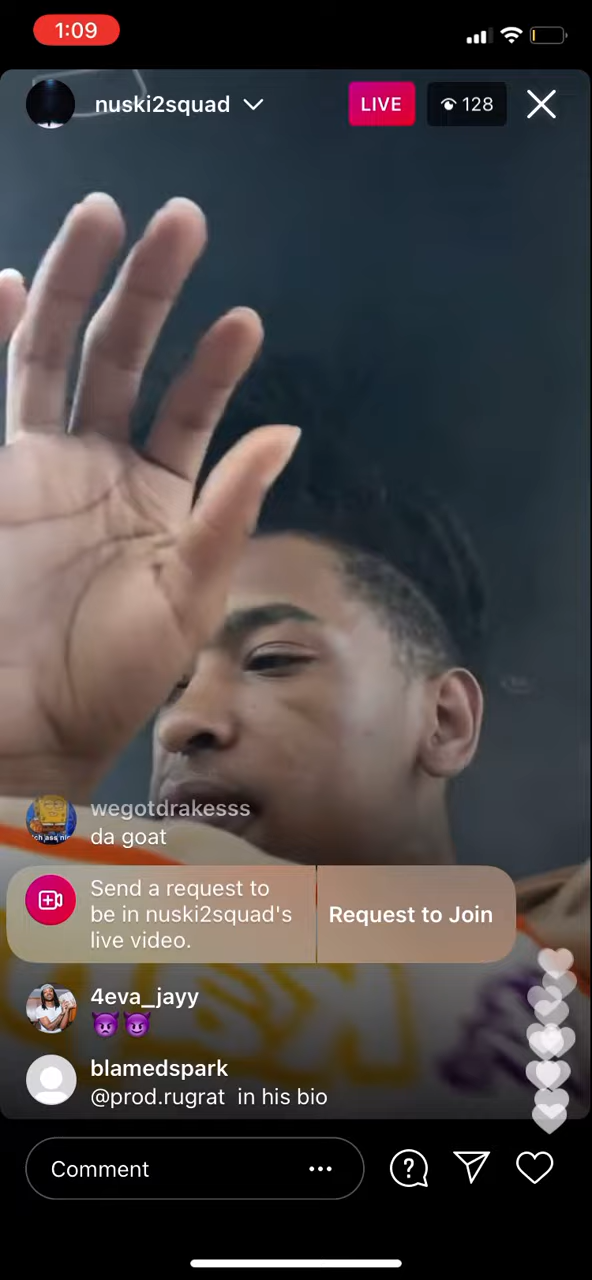 1:09
nuski2squad
LIVE
128
wegotdrakesss
da goat
Send a request to
be in nuski2squad's
live video.
Request to Join
4eva_jayy
blamedspark
@prod.rugrat in his bio
Comment